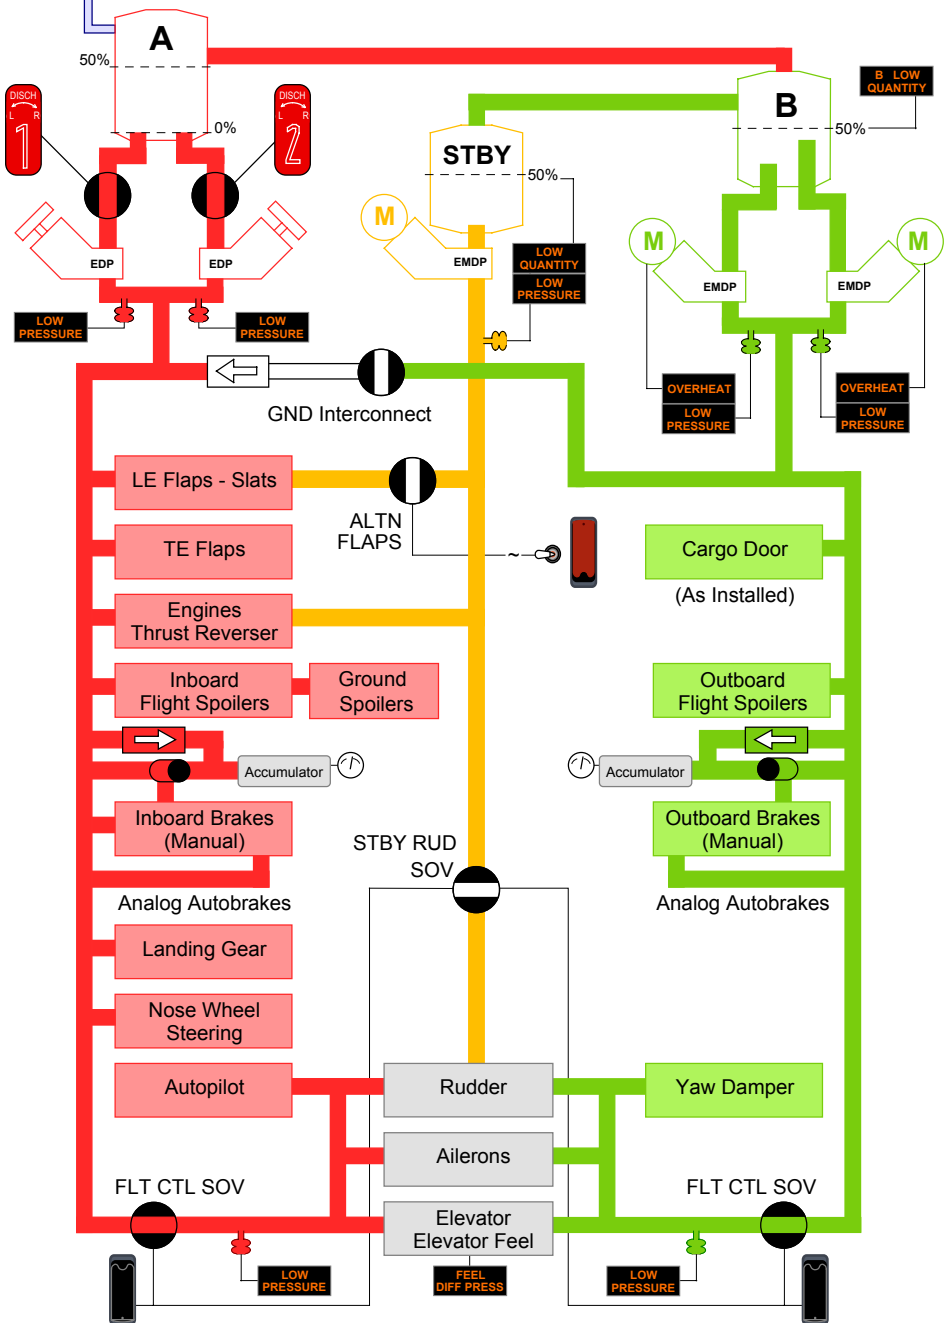 A
50%
0%
DISCH
L R
1
DISCH
L R
2
B
B LOW
QUANTITY
50%
STBY
50%
M
EMDP
LOW
QUANTITY
LOW
PRESSURE
EDP
EDP
LOW
PRESSURE
LOW
PRESSURE
M
EMDP
M
EMDP
OVERHEAT
LOW
PRESSURE
OVERHEAT
LOW
PRESSURE
GND Interconnect
LE Flaps - Slats
ALTN
FLAPS
~
TE Flaps
Cargo Door
(As Installed)
Engines
Thrust Reverser
Inboard
Flight Spoilers
Ground
Spoilers
Outboard
Flight Spoilers
Accumulator
Accumulator
Inboard Brakes
(Manual)
Outboard Brakes
(Manual)
STBY RUD
SOV
Analog Autobrakes
Analog Autobrakes
Landing Gear
Nose Wheel
Steering
Autopilot
Rudder
Yaw Damper
Ailerons
FLT CTL SOV
FLT CTL SOV
Elevator
Elevator Feel
LOW
PRESSURE
FEEL
DIFF PRESS
LOW
PRESSURE